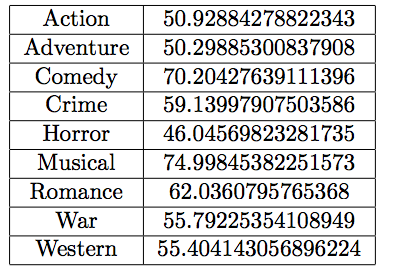 Action 50.92884278822343
Adventure 50.29885300837908
Comedy 70.20427639111396
Crime 59.13997907503586
Horror 46.04569823281735
Musical 74.99845382251573
Romance 62.0360795765368
War 55.79225354108949
Western 55.404143056896224